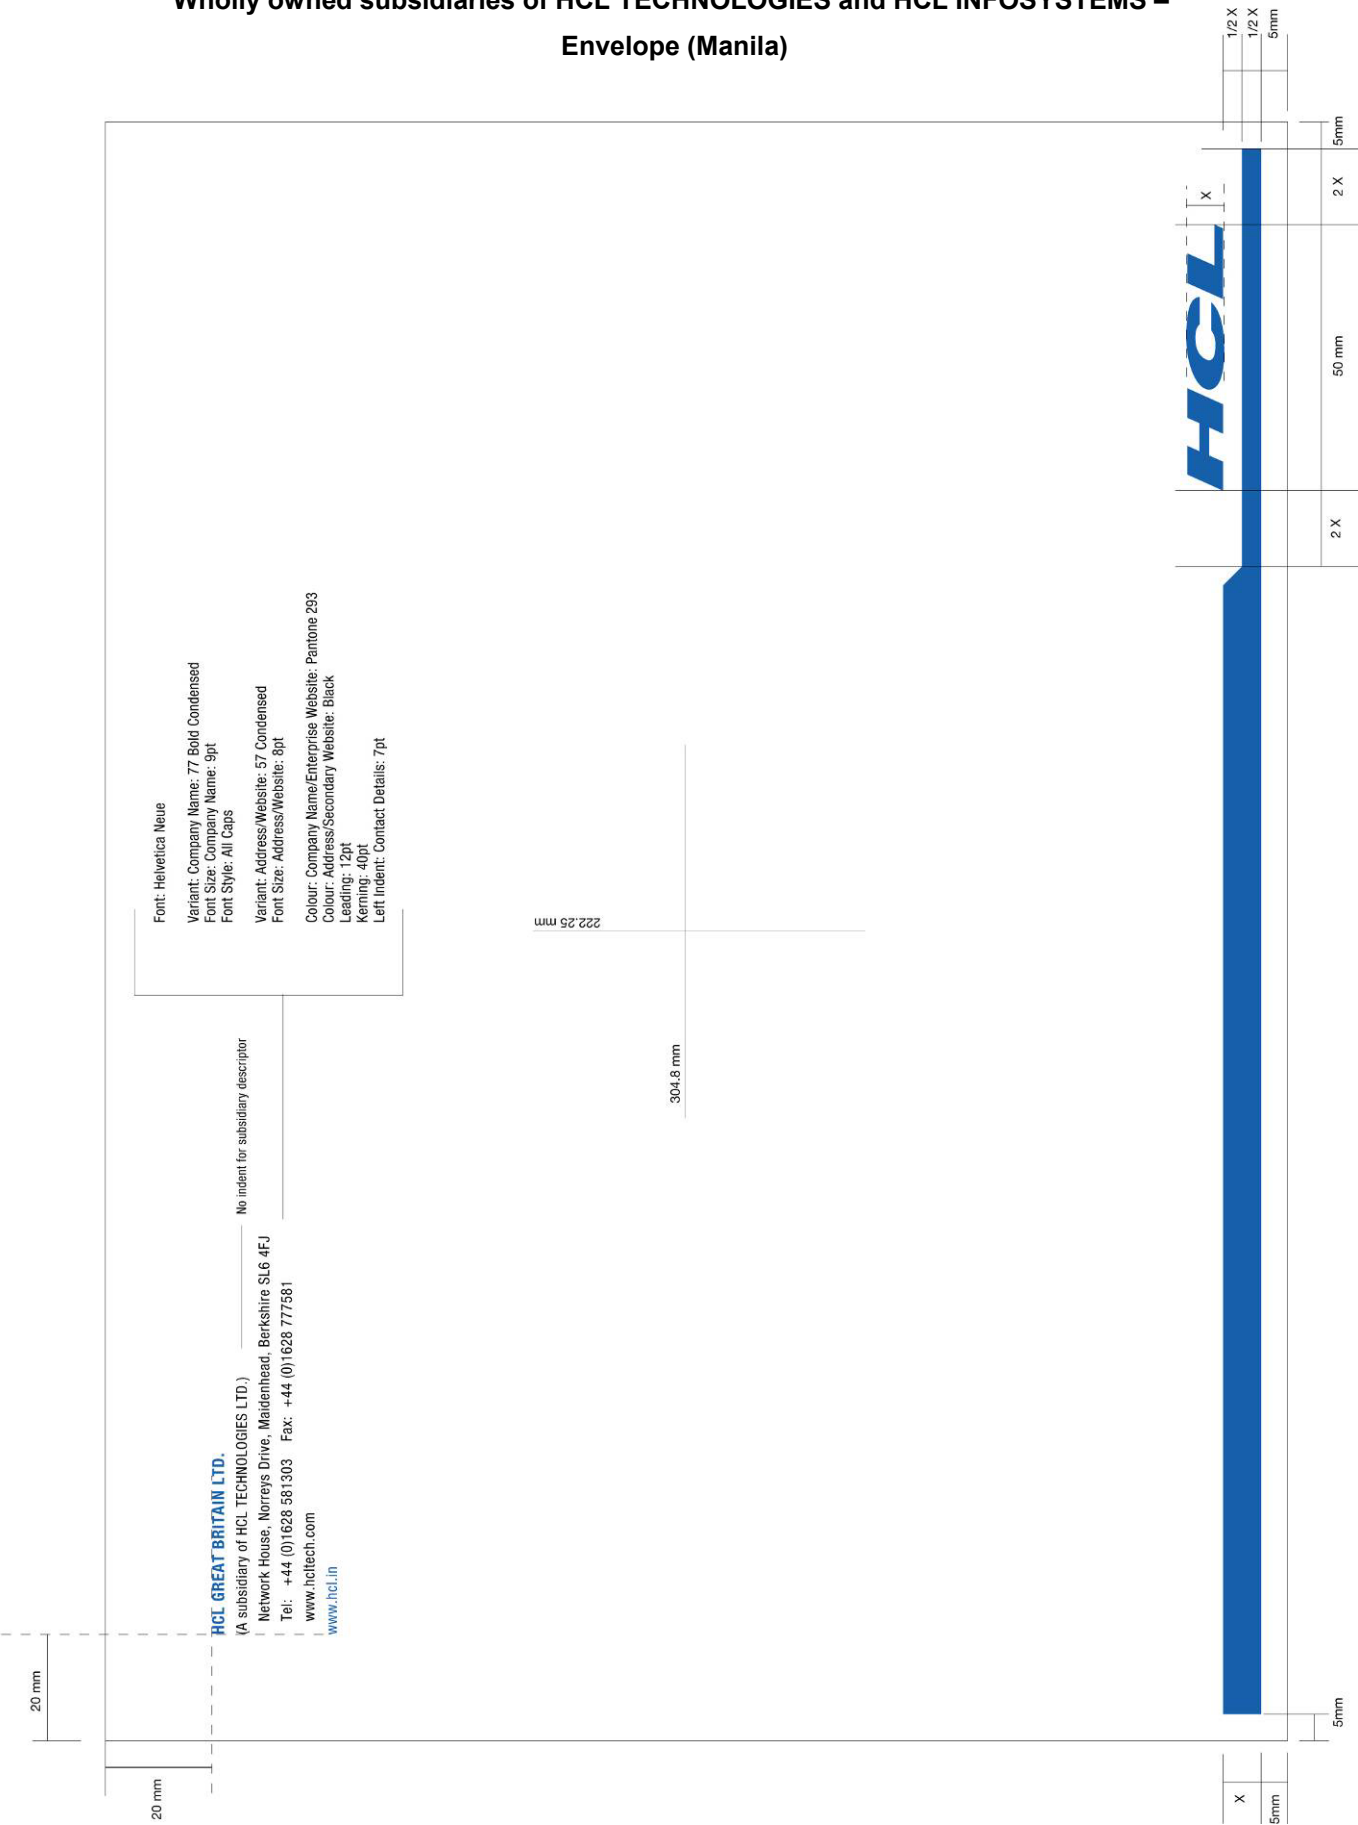 Wholly owned subsidiaries of HCL TECHNOLOGIES and HCL INFOSYSTEMS –
Envelope (Manila)
1/2 X
1/2 X
5mm
5mm
2 X
X
HCL
50 mm
2 X
Font: Helvetica Neue
Variant: Company Name: 77 Bold Condensed
Font Size: Company Name: 9pt
Font Style: All Caps
Variant: Address/Website: 57 Condensed
Font Size: Address/Website: 8pt
Colour: Company Name/Enterprise Website: Pantone 293
Colour: Address/Secondary Website: Black
Leading: 12pt
Kerning: 40pt
Left Indent: Contact Details: 7pt
222.25 mm
304.8 mm
No indent for subsidiary descriptor
HCL GREAT BRITAIN LTD.
(A subsidiary of HCL TECHNOLOGIES LTD.)
Network House, Norreys Drive, Maidenhead, Berkshire SL6 4FJ
Tel: +44 (0)1628 581303 Fax: +44 (0)1628 777581
www.hcltech.com
www.hcl.in
20 mm
20 mm
5mm
X
5mm